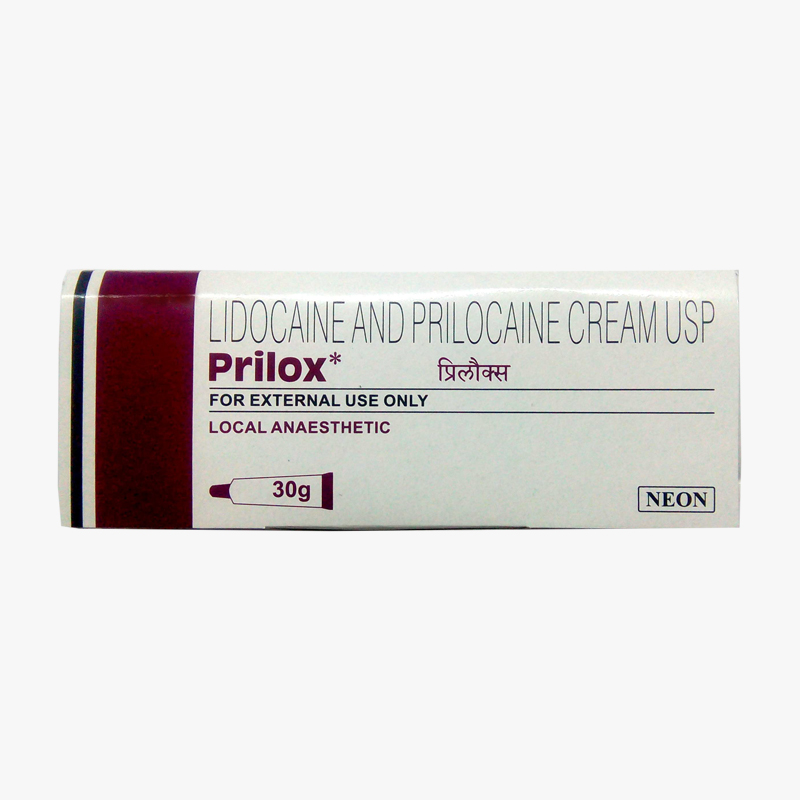 LIDOCAINE AND PRILOCAINE CREAM USP
Prilox* प्रिलौक्स
FOR EXTERNAL USE ONLY
LOCAL ANAESTHETIC
30g
NEON